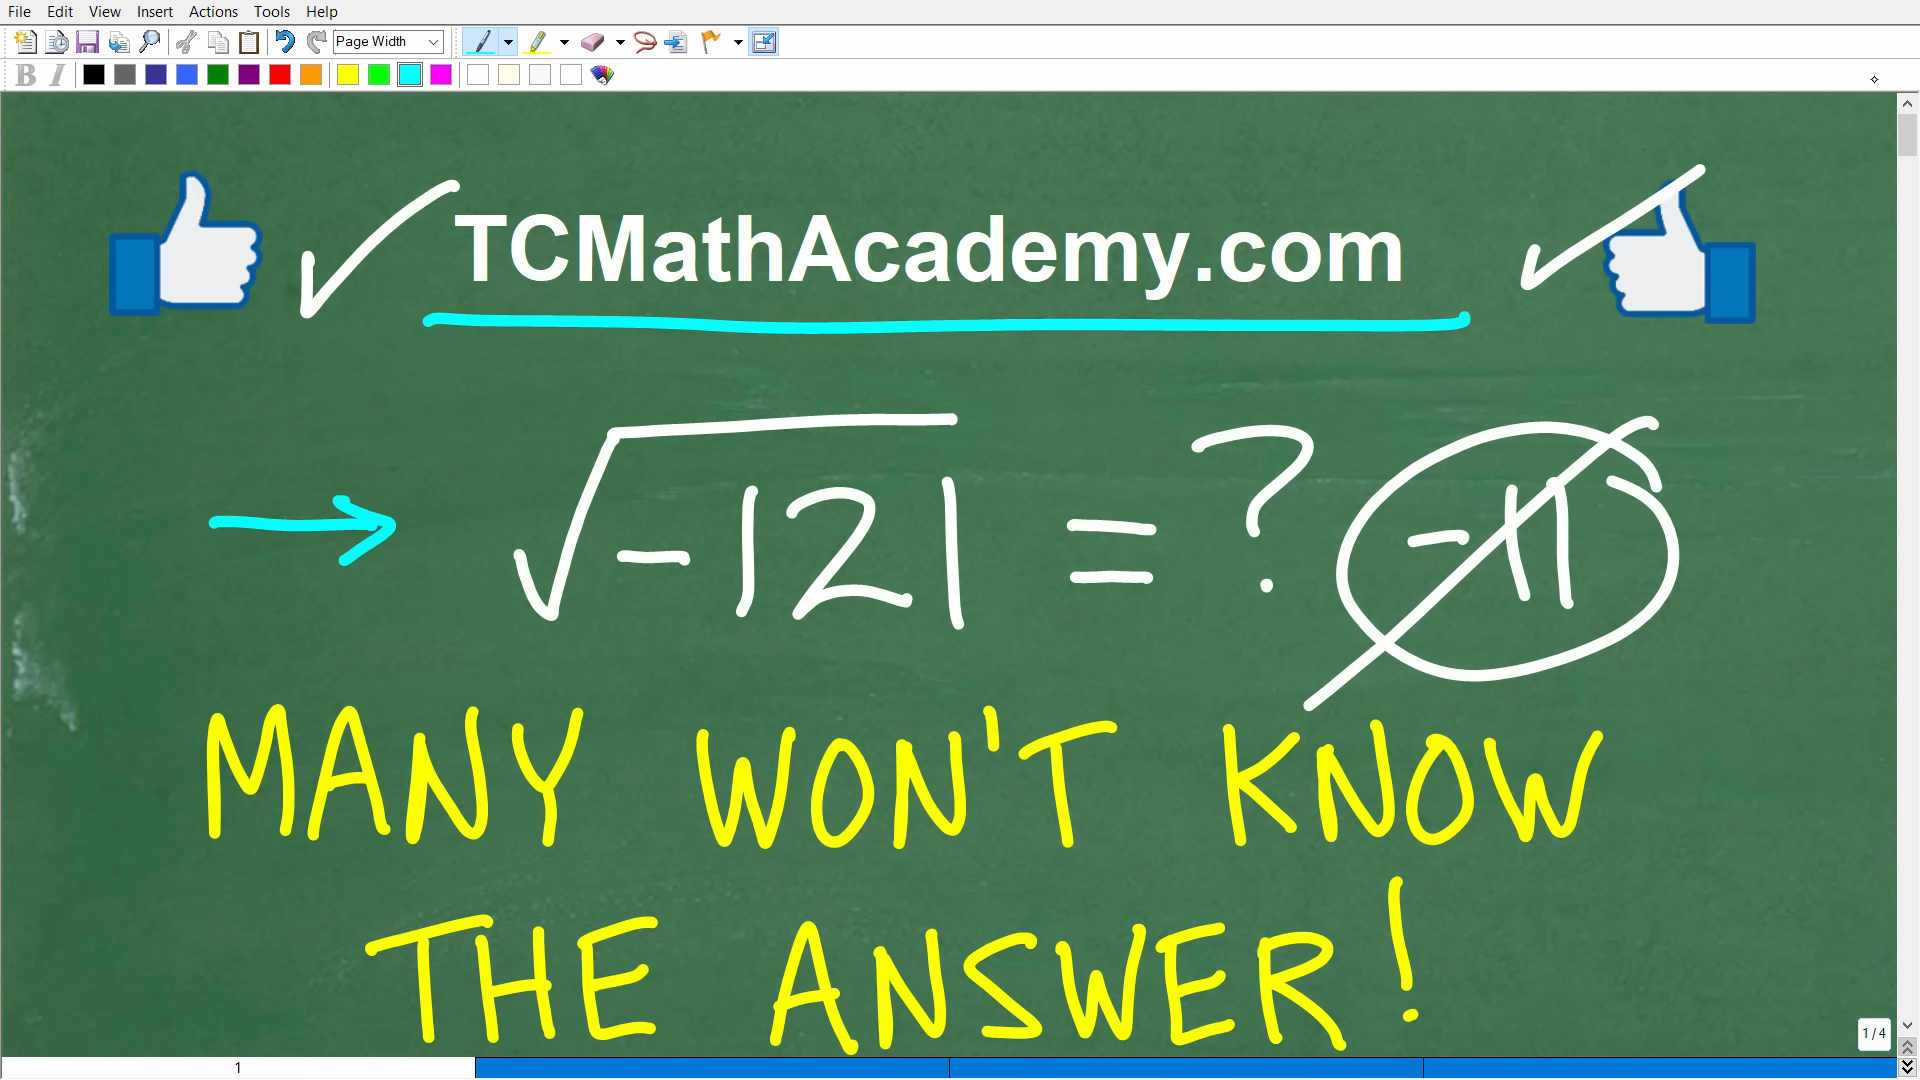 File Edit View Insert Actions Tools Help
Page Width
B I
TCMathAcademy.com
√-121 = ? -11
MANY WON'T KNOW
THE ANSWER!
1 / 4
1